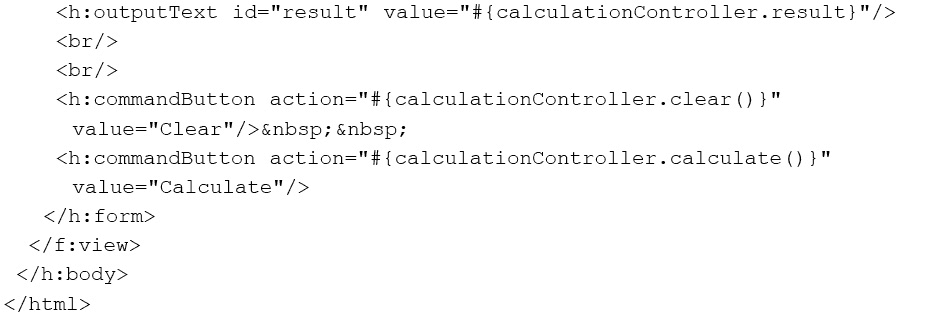 <h:outputText id="result" value="#{calculationController.result}"/>
<br/>
<br/>
<h:commandButton action="#{calculationController.clear()}"
value="Clear"/>&nbsp;&nbsp;
<h:commandButton action="#{calculationController.calculate()}"
value="Calculate"/>
</h:form>
</f:view>
</h:body>
</html>